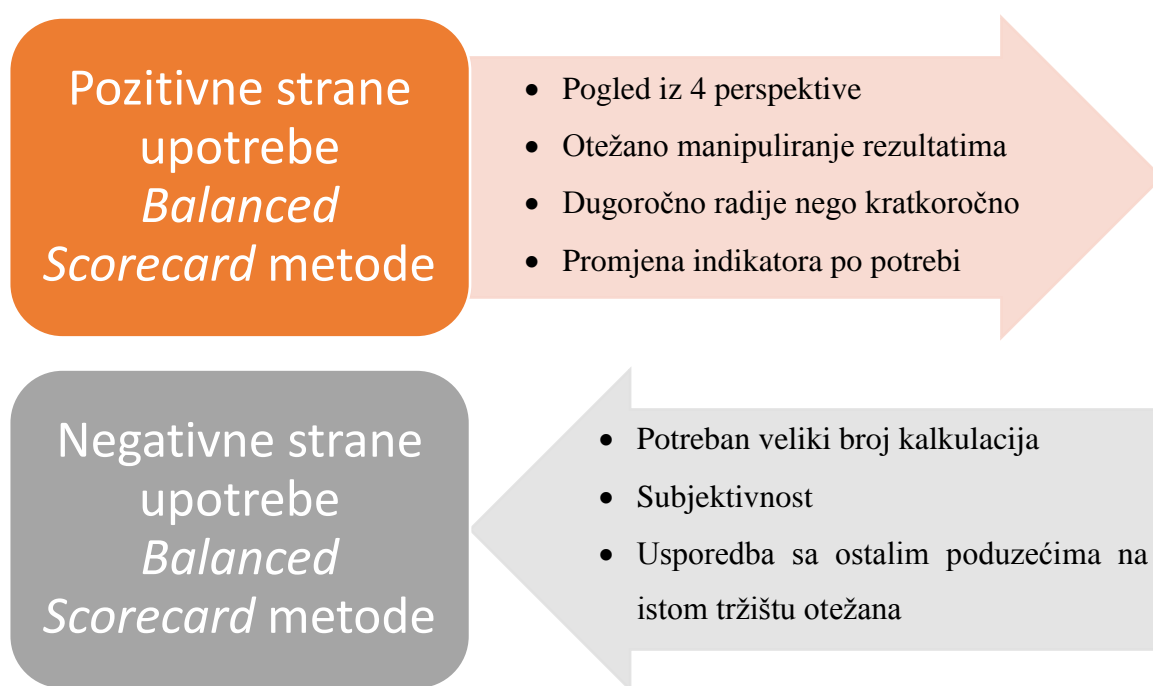 Pozitivne strane
upotrebe
Balanced
Scorecard metode
• Pogled iz 4 perspektive
• Otežano manipuliranje rezultatima
• Dugoročno radije nego kratkoročno
• Promjena indikatora po potrebi
Negativne strane
upotrebe
Balanced
Scorecard metode
• Potreban veliki broj kalkulacija
• Subjektivnost
• Usporedba sa ostalim poduzećima na
istom tržištu otežana